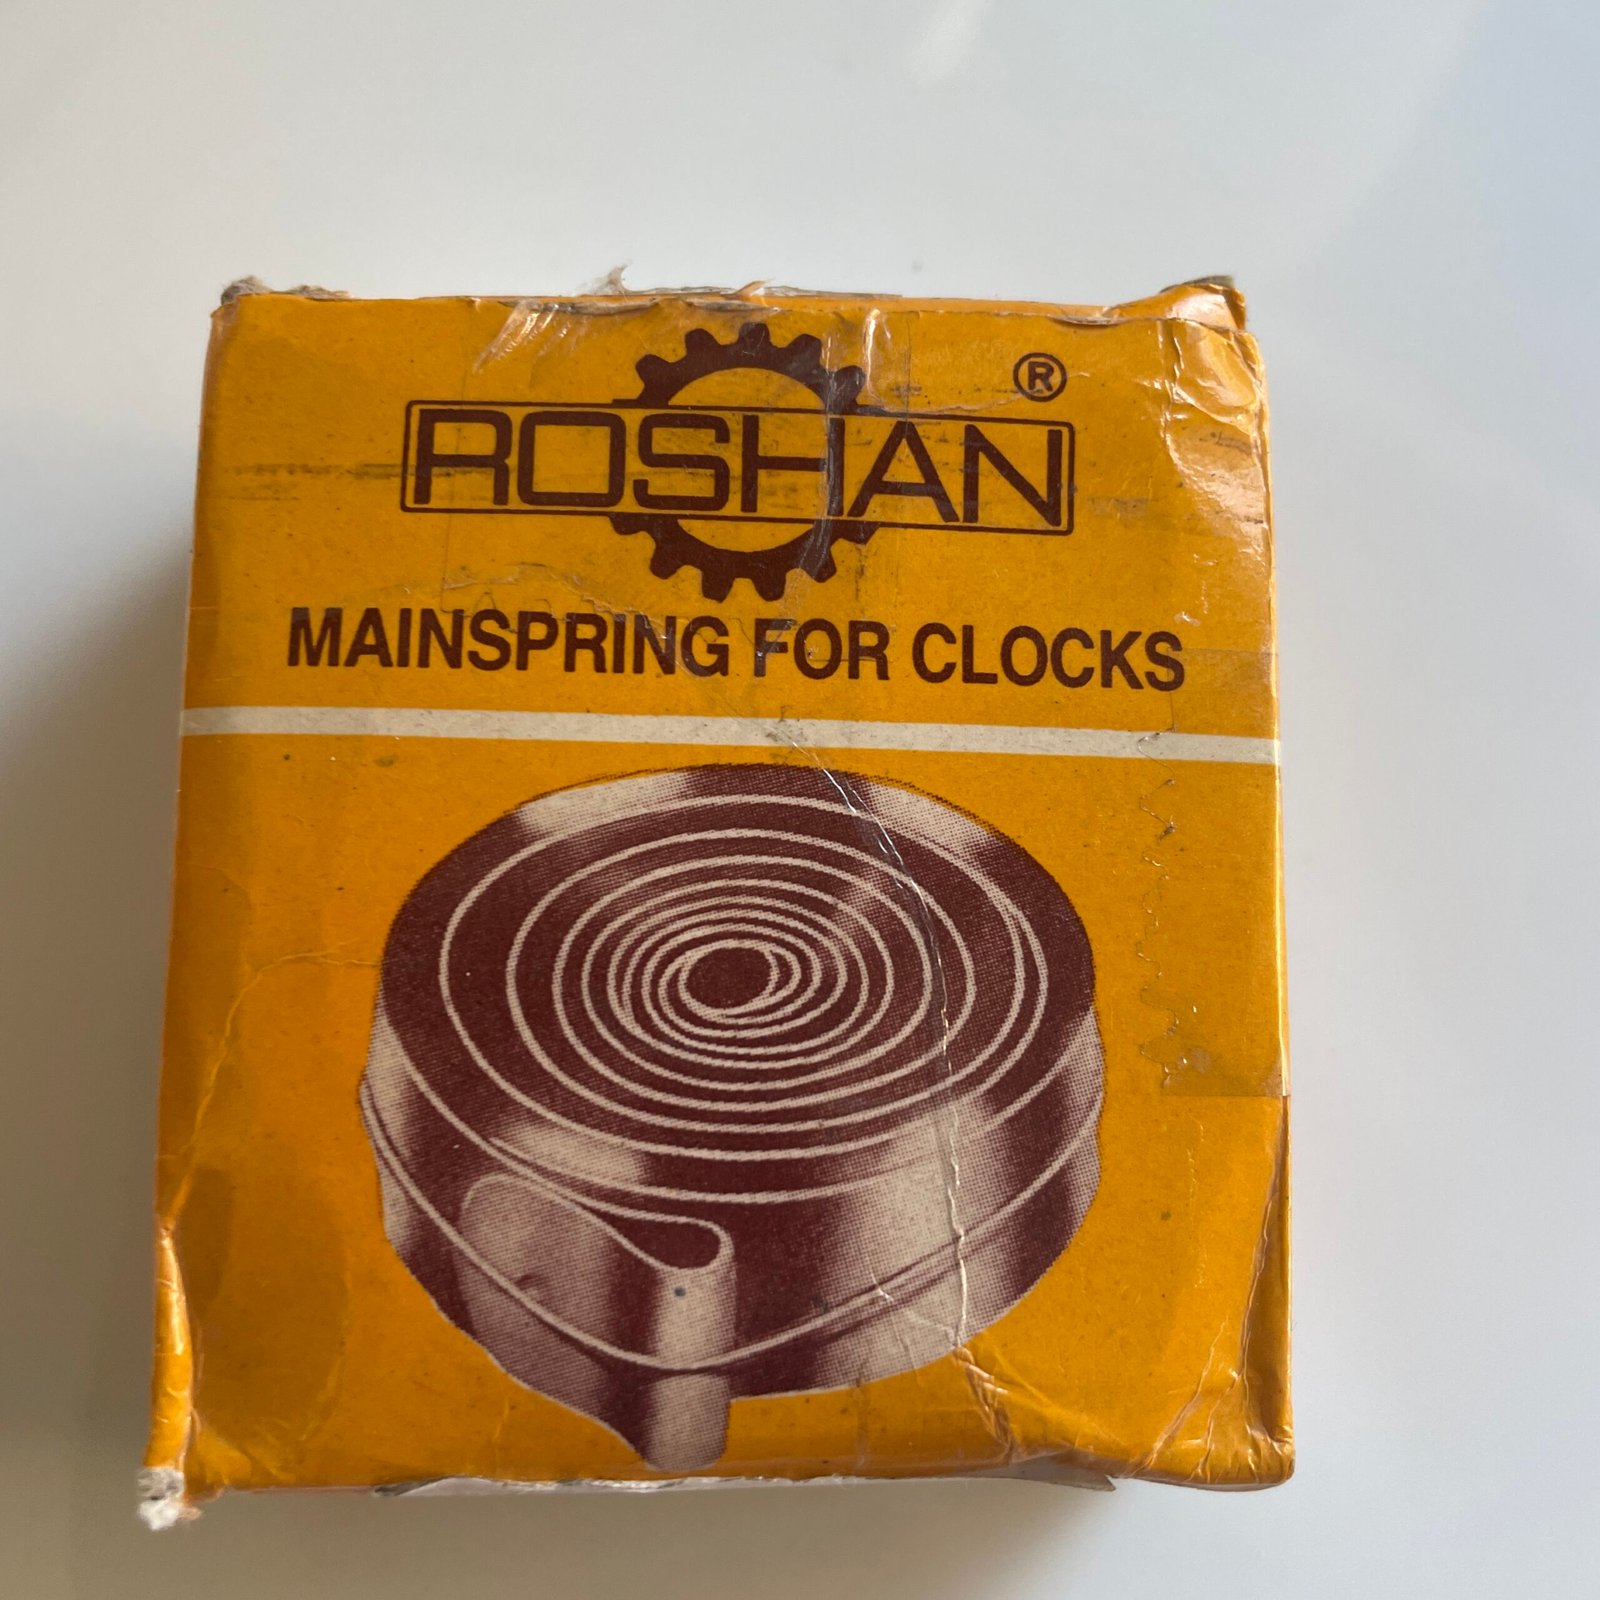 ROSHAN ®
MAINSPRING FOR CLOCKS